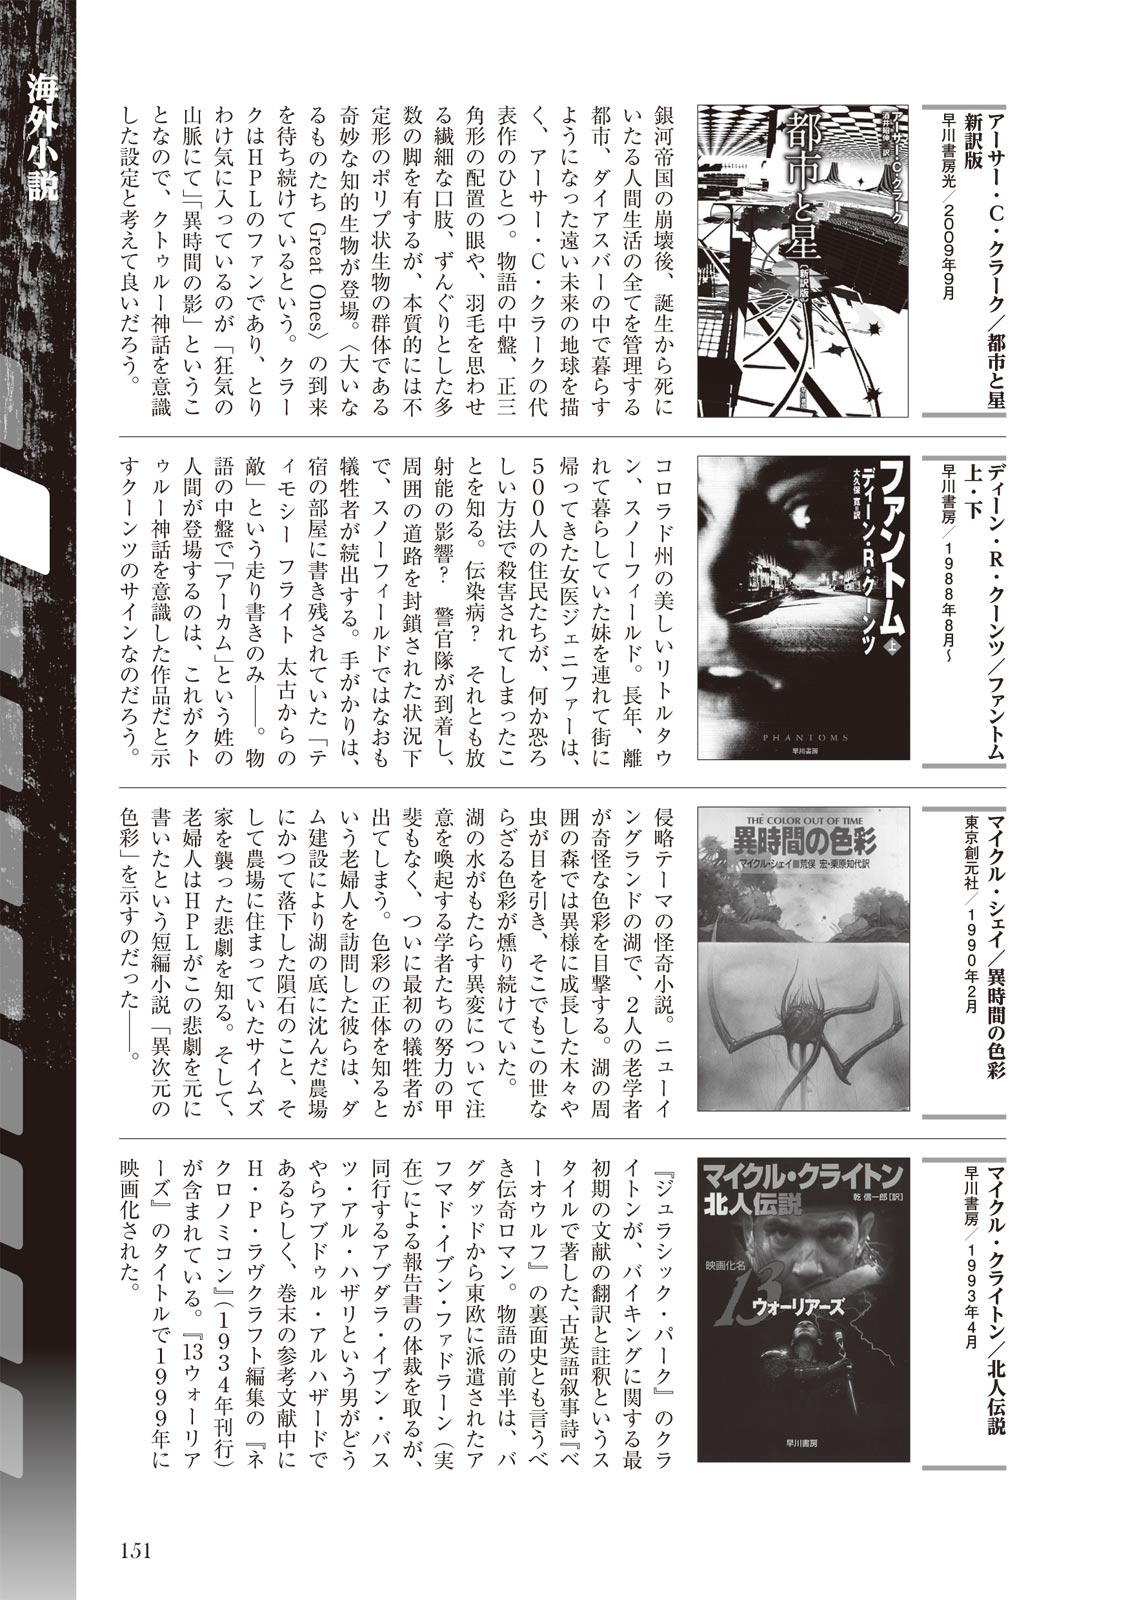 海外小説
アーサー・C・クラーク／都市と星
新訳版
早川書房光／2009年9月
アーサー・C・クラーク
都市と星
〔新訳版〕
銀河帝国の崩壊後、誕生から死に
いたる人間生活の全てを管理する
都市、ダイアスパーの中で暮らす
ようになった遠い未来の地球を描
く、アーサー・C・クラークの代
表作のひとつ。物語の中盤、正三
角形の配置の眼や、羽毛を思わせ
る繊細な口肢、ずんぐりとした多
数の脚を有するが、本質的には不
定形のポリプ状生物の群体である
奇妙な知的生物が登場。〈大いな
るものたち Great Ones〉の到来
を待ち続けているという。クラー
クはHPLのファンであり、とり
わけ気に入っているのが「狂気の
山脈にて」「異時間の影」というこ
となので、クトゥルー神話を意識
した設定と考えて良いだろう。
ディーン・R・クーンツ／ファントム
上・下
早川書房／1988年8月～
ファントム 上
ディーン・R・クーンツ
大久保 寛＝訳
PHANTOMS
早川書房
コロラド州の美しいリトルタウ
ン、スノーフィールド。長年、離
れて暮らしていた妹を連れて街に
帰ってきた女医ジェニファーは、
500人の住民たちが、何か恐ろ
しい方法で殺害されてしまったこ
とを知る。伝染病？　それとも放
射能の影響？　警官隊が到着し、
周囲の道路を封鎖された状況下
で、スノーフィールドではなおも
犠牲者が続出する。手がかりは、
宿の部屋に書き残されていた「テ
ィモシー フライト 太古からの
敵」という走り書きのみ――。物
語の中盤で「アーカム」という姓の
人間が登場するのは、これがクト
ゥルー神話を意識した作品だと示
すクーンツのサインなのだろう。
マイクル・シェイ／異時間の色彩
東京創元社／1990年2月
THE COLOR OUT OF TIME
異時間の色彩
マイクル・シェイ■荒俣 宏・栗原知代訳
侵略テーマの怪奇小説。ニューイ
ングランドの湖で、2人の老学者
が奇怪な色彩を目撃する。湖の周
囲の森では異様に成長した木々や
虫が目を引き、そこでもこの世な
らざる色彩が燻り続けていた。
湖の水がもたらす異変について注
意を喚起する学者たちの努力の甲
斐もなく、ついに最初の犠牲者が
出てしまう。色彩の正体を知ると
いう老婦人を訪問した彼らは、ダ
ム建設により湖の底に沈んだ農場
にかつて落下した隕石のこと、そ
して農場に住まっていたサイムズ
家を襲った悲劇を知る。そして、
老婦人はHPLがこの悲劇を元に
書いたという短編小説「異次元の
色彩」を示すのだった――。
マイクル・クライトン／北人伝説
早川書房／1993年4月
マイクル・クライトン
北人伝説
乾 信一郎［訳］
映画化名
13
ウォーリアーズ
早川書房
『ジュラシック・パーク』のクラ
イトンが、バイキングに関する最
初期の文献の翻訳と註釈というス
タイルで著した、古英語叙事詩『ベ
ーオウルフ』の裏面史とも言うべ
き伝奇ロマン。物語の前半は、バ
グダッドから東欧に派遣されたア
フマド・イブン・ファドラーン（実
在）による報告書の体裁を取るが、
同行するアブダラ・イブン・バス
ツ・アル・ハザリという男がどう
やらアブドゥル・アルハザードで
あるらしく、巻末の参考文献中に
H・P・ラヴクラフト編集の『ネ
クロノミコン』（1934年刊行）
が含まれている。『13ウォーリア
ーズ』のタイトルで1999年に
映画化された。
151